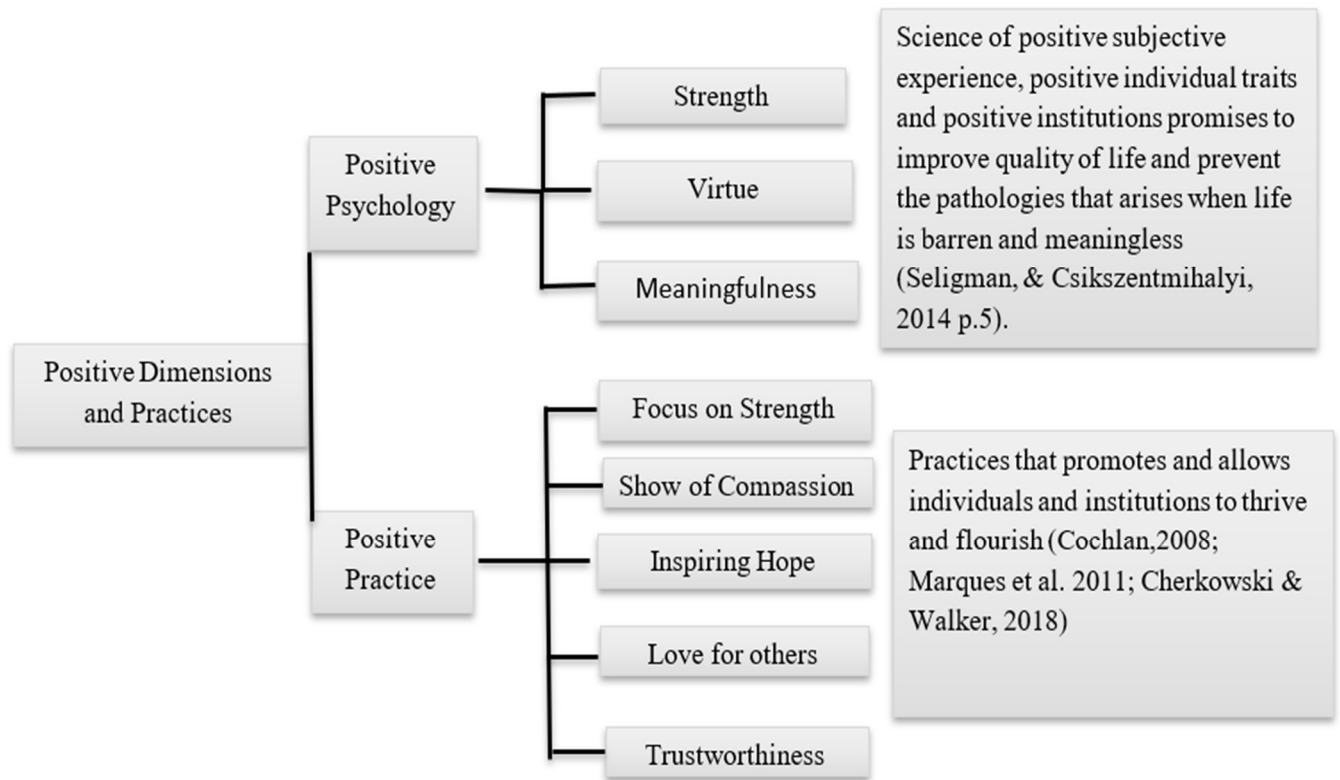 Positive Dimensions
and Practices
Positive
Psychology
Strength
Virtue
Meaningfulness
Science of positive subjective
experience, positive individual traits
and positive institutions promises to
improve quality of life and prevent
the pathologies that arises when life
is barren and meaningless
(Seligman, & Csikszentmihalyi,
2014 p.5).
Positive
Practice
Focus on Strength
Show of Compassion
Inspiring Hope
Love for others
Trustworthiness
Practices that promotes and allows
individuals and institutions to thrive
and flourish (Cochlan,2008;
Marques et al. 2011; Cherkowski &
Walker, 2018)